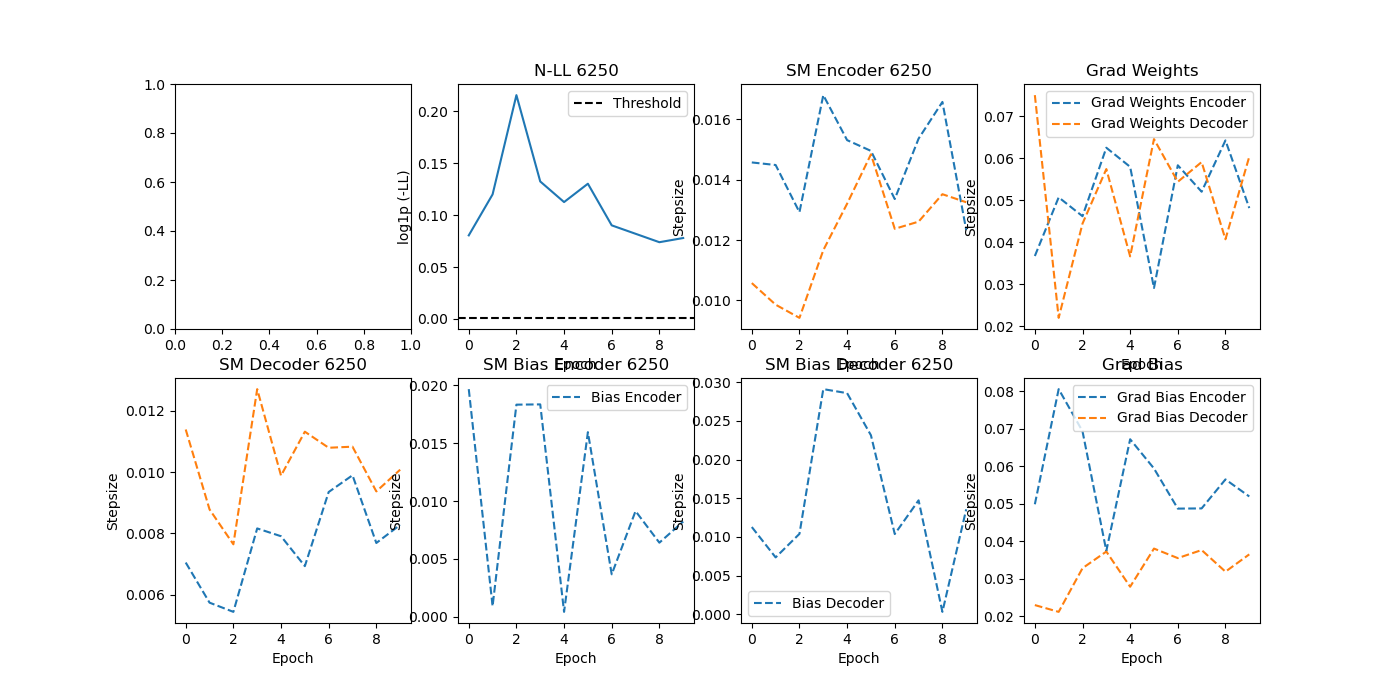 N-LL 6250
SM Encoder 6250
Grad Weights
1.0
0.8
0.6
0.4
0.2
0.0
0.0 0.2 0.4 0.6 0.8 1.0
log1p (-LL)
0.20
0.15
0.10
0.05
0.00
Threshold
0 2 4 6 8
Epoch
Stepsize
0.016
0.014
0.012
0.010
0 2 4 6 8
Epoch
Stepsize
0.07
0.06
0.05
0.04
0.03
0.02
Grad Weights Encoder
Grad Weights Decoder
0 2 4 6 8
Epoch
SM Decoder 6250
SM Bias Encoder 6250
SM Bias Decoder 6250
Grad Bias
Stepsize
0.012
0.010
0.008
0.006
0 2 4 6 8
Epoch
Stepsize
0.020
0.015
0.010
0.005
0.000
Bias Encoder
0 2 4 6 8
Epoch
Stepsize
0.030
0.025
0.020
0.015
0.010
0.005
0.000
Bias Decoder
0 2 4 6 8
Epoch
Stepsize
0.08
0.07
0.06
0.05
0.04
0.03
0.02
Grad Bias Encoder
Grad Bias Decoder
0 2 4 6 8
Epoch